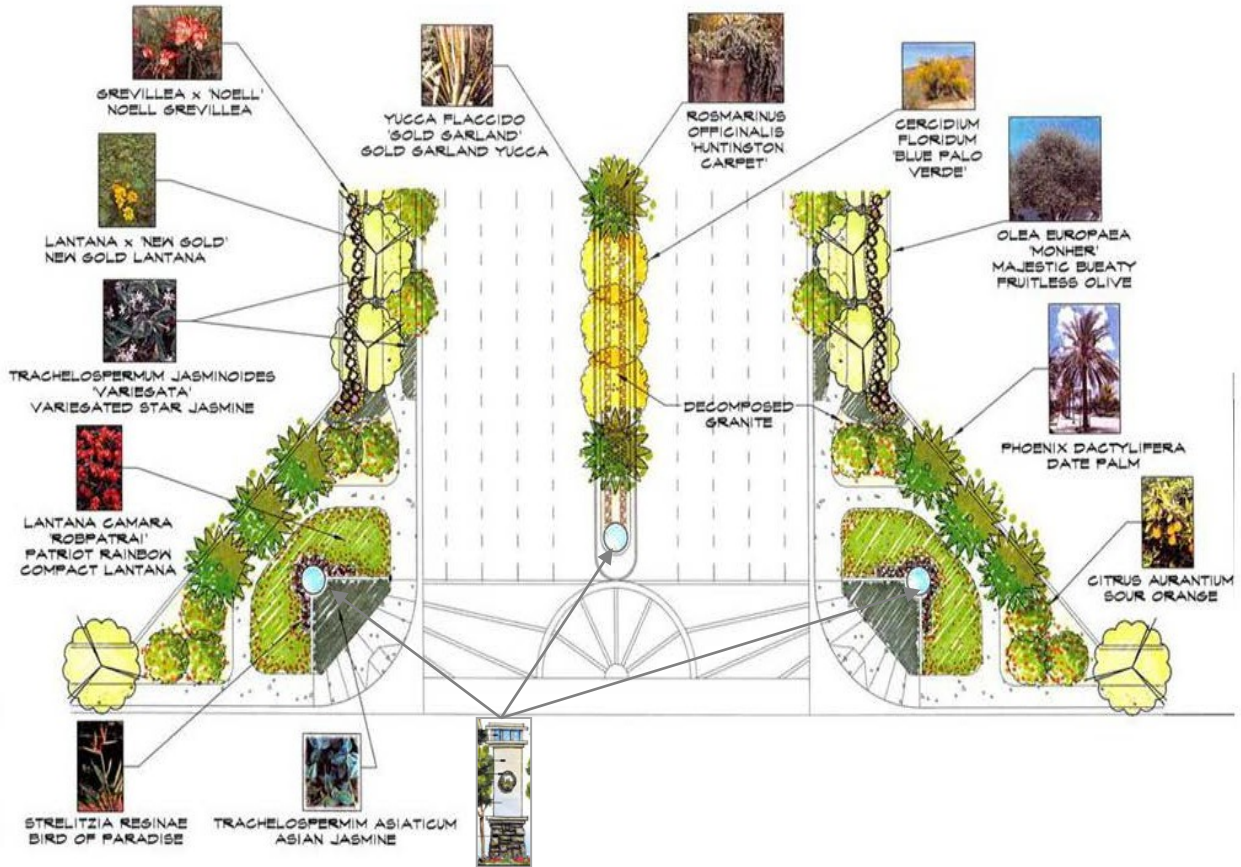 GREVILLEA x 'NOELL'
NOELL GREVILLEA
YUCCA FLACCIDO
'GOLD GARLAND'
GOLD GARLAND YUCCA
ROSMARINUS
OFFICINALIS
'HUNTINGTON
CARPET'
CERCIDIUM
FLORIDUM
'BLUE PALO
VERDE'
LANTANA x 'NEW GOLD'
NEW GOLD LANTANA
OLEA EUROPAEA
'MONHER'
MAJESTIC BUEATY
FRUITLESS OLIVE
TRACHELOSPERMUM JASMINOIDES
'VARIEGATA'
VARIEGATED STAR JASMINE
DECOMPOSED
GRANITE
PHOENIX DACTYLIFERA
DATE PALM
LANTANA CAMARA
'ROBPATRAI'
PATRIOT RAINBOW
COMPACT LANTANA
CITRUS AURANTIUM
SOUR ORANGE
STRELITZIA REGINAE
BIRD OF PARADISE
TRACHELOSPERMIM ASIATICUM
ASIAN JASMINE